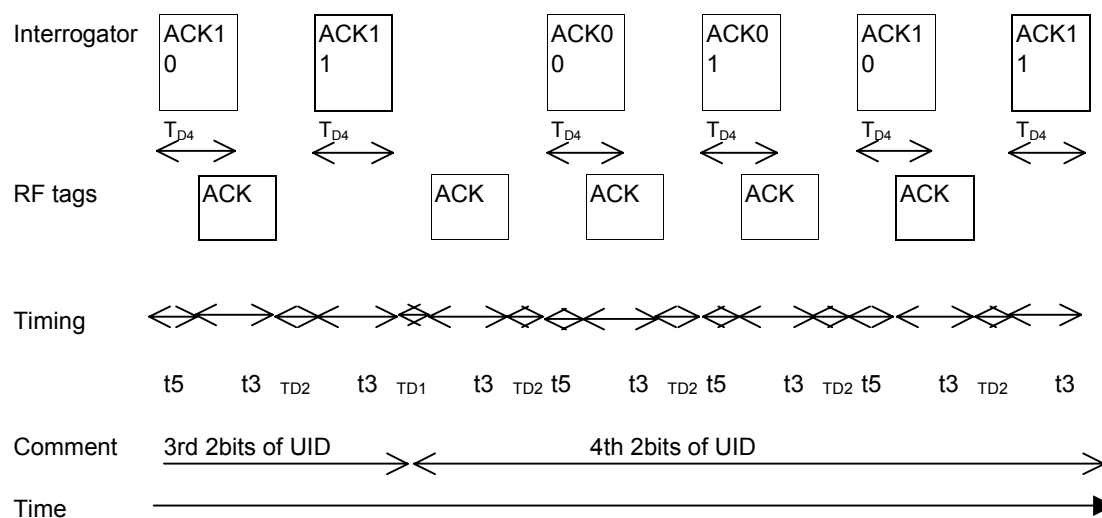 Interrogator ACK1 ACK1 ACK0 ACK0 ACK1 ACK1
0 1 0 1 0 1
TD4 TD4 TD4 TD4 TD4 TD4
RF tags ACK ACK ACK ACK ACK
Timing
t5 t3 TD2 t3 TD1 t3 TD2 t5 t3 TD2 t5 t3 TD2 t5 t3 TD2 t3
Comment 3rd 2bits of UID 4th 2bits of UID
Time